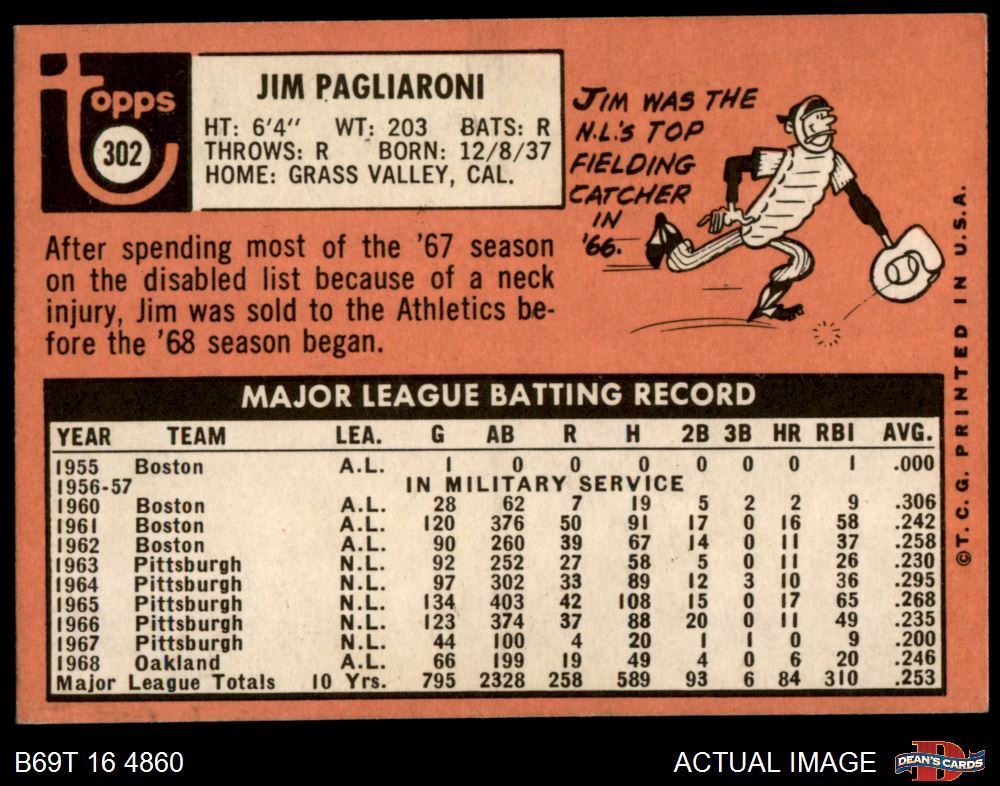 Topps
302
JIM PAGLIARONI
HT: 6'4" WT: 203 BATS: R
THROWS: R BORN: 12/8/37
HOME: GRASS VALLEY, CAL.
JIM WAS THE
N.L.'S TOP
FIELDING
CATCHER
IN
'66.
After spending most of the '67 season
on the disabled list because of a neck
injury, Jim was sold to the Athletics be-
fore the '68 season began.
MAJOR LEAGUE BATTING RECORD
YEAR TEAM LEA. G AB R H 2B 3B HR RBI AVG.
1955 Boston A.L. 1 0 0 0 0 0 0 1 .000
1956-57 IN MILITARY SERVICE
1960 Boston A.L. 28 62 7 19 5 2 2 9 .306
1961 Boston A.L. 120 376 50 91 17 0 16 58 .242
1962 Boston A.L. 90 260 39 67 14 0 11 37 .258
1963 Pittsburgh N.L. 92 252 27 58 5 0 11 26 .230
1964 Pittsburgh N.L. 97 302 33 89 12 3 10 36 .295
1965 Pittsburgh N.L. 134 403 42 108 15 0 17 65 .268
1966 Pittsburgh N.L. 123 374 37 88 20 0 11 49 .235
1967 Pittsburgh N.L. 44 100 4 20 1 1 0 9 .200
1968 Oakland A.L. 66 199 19 49 4 0 6 20 .246
Major League Totals 10 Yrs. 795 2328 258 589 93 6 84 310 .253
©T.C.G. PRINTED IN U.S.A.
B69T 16 4860
ACTUAL IMAGE
DEAN'S CARDS